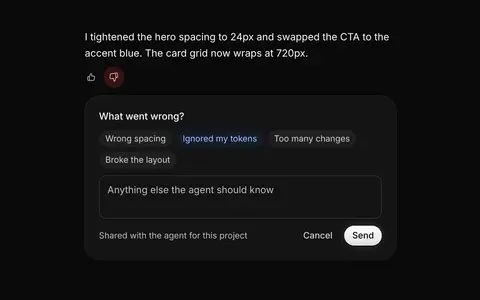 I tightened the hero spacing to 24px and swapped the CTA to the
accent blue. The card grid now wraps at 720px.
What went wrong?
Wrong spacing Ignored my tokens Too many changes
Broke the layout
Anything else the agent should know
Shared with the agent for this project Cancel Send